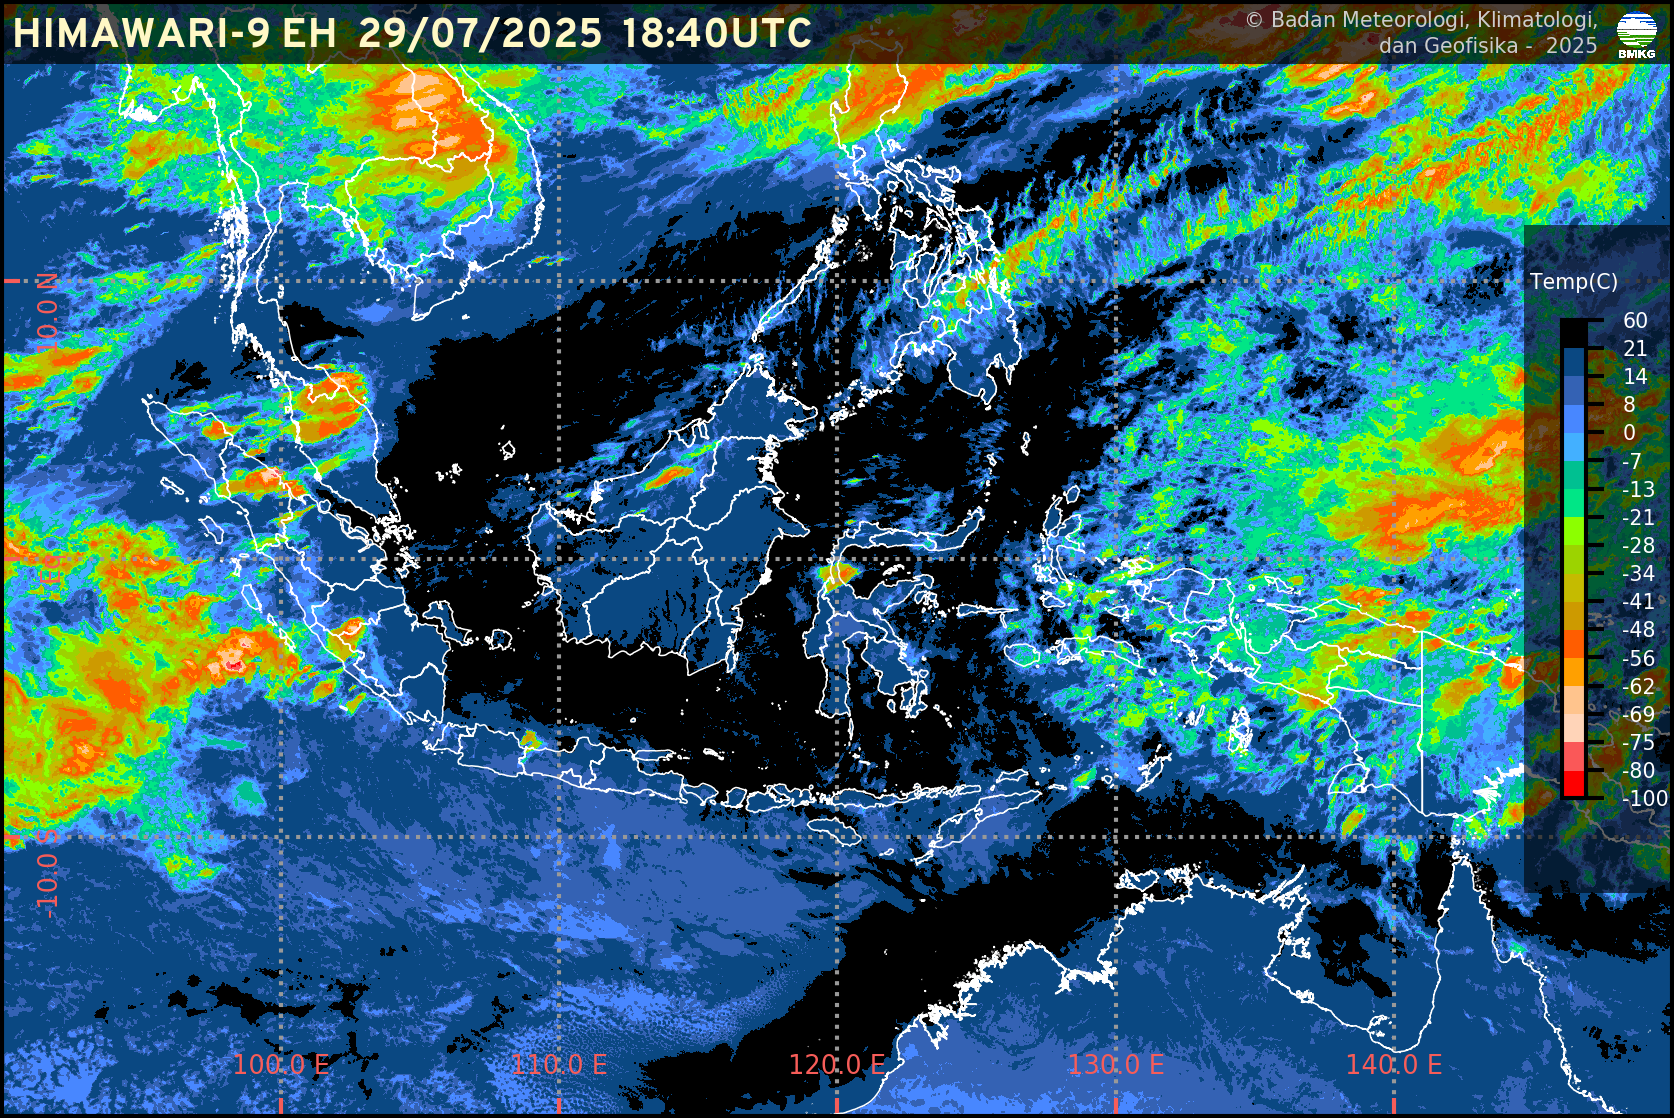 HIMAWARI-9 EH 29/07/2025 18:40UTC
© Badan Meteorologi, Klimatologi,
dan Geofisika - 2025
BMKG
Temp(C)
60
21
14
8
0
-7
-13
-21
-28
-34
-41
-48
-56
-62
-69
-75
-80
-100
10.0 N
-10.0 S
100.0 E
110.0 E
120.0 E
130.0 E
140.0 E